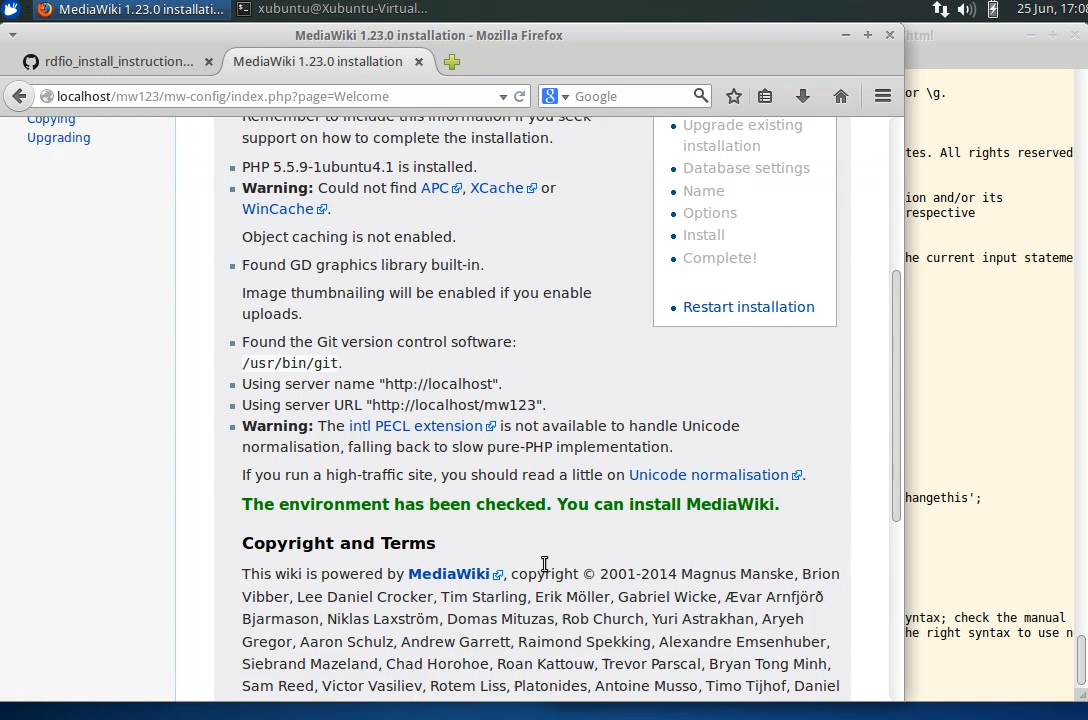 MediaWiki 1.23.0 installati...
xubuntu@Xubuntu-Virtual...
25 Jun, 17:08
MediaWiki 1.23.0 installation - Mozilla Firefox
html
rdfio_install_instruction...
MediaWiki 1.23.0 installation
localhost/mw123/mw-config/index.php?page=Welcome
Google
Copying
Upgrading
Remember to include this information if you seek
support on how to complete the installation.
PHP 5.5.9-1ubuntu4.1 is installed.
Warning: Could not find APC, XCache or
WinCache.
Object caching is not enabled.
Found GD graphics library built-in.
Image thumbnailing will be enabled if you enable
uploads.
Found the Git version control software:
/usr/bin/git.
Using server name "http://localhost".
Using server URL "http://localhost/mw123".
Warning: The intl PECL extension is not available to handle Unicode
normalisation, falling back to slow pure-PHP implementation.
If you run a high-traffic site, you should read a little on Unicode normalisation.
The environment has been checked. You can install MediaWiki.
Copyright and Terms
This wiki is powered by MediaWiki, copyright © 2001-2014 Magnus Manske, Brion
Vibber, Lee Daniel Crocker, Tim Starling, Erik Möller, Gabriel Wicke, Ævar Arnfjörð
Bjarmason, Niklas Laxström, Domas Mituzas, Rob Church, Yuri Astrakhan, Aryeh
Gregor, Aaron Schulz, Andrew Garrett, Raimond Spekking, Alexandre Emsenhuber,
Siebrand Mazeland, Chad Horohoe, Roan Kattouw, Trevor Parscal, Bryan Tong Minh,
Sam Reed, Victor Vasiliev, Rotem Liss, Platonides, Antoine Musso, Timo Tijhof, Daniel
Upgrade existing
installation
Database settings
Name
Options
Install
Complete!
Restart installation
or \g.
tes. All rights reserved
ion and/or its
respective
he current input stateme
hangethis';
yntax; check the manual
he right syntax to use n